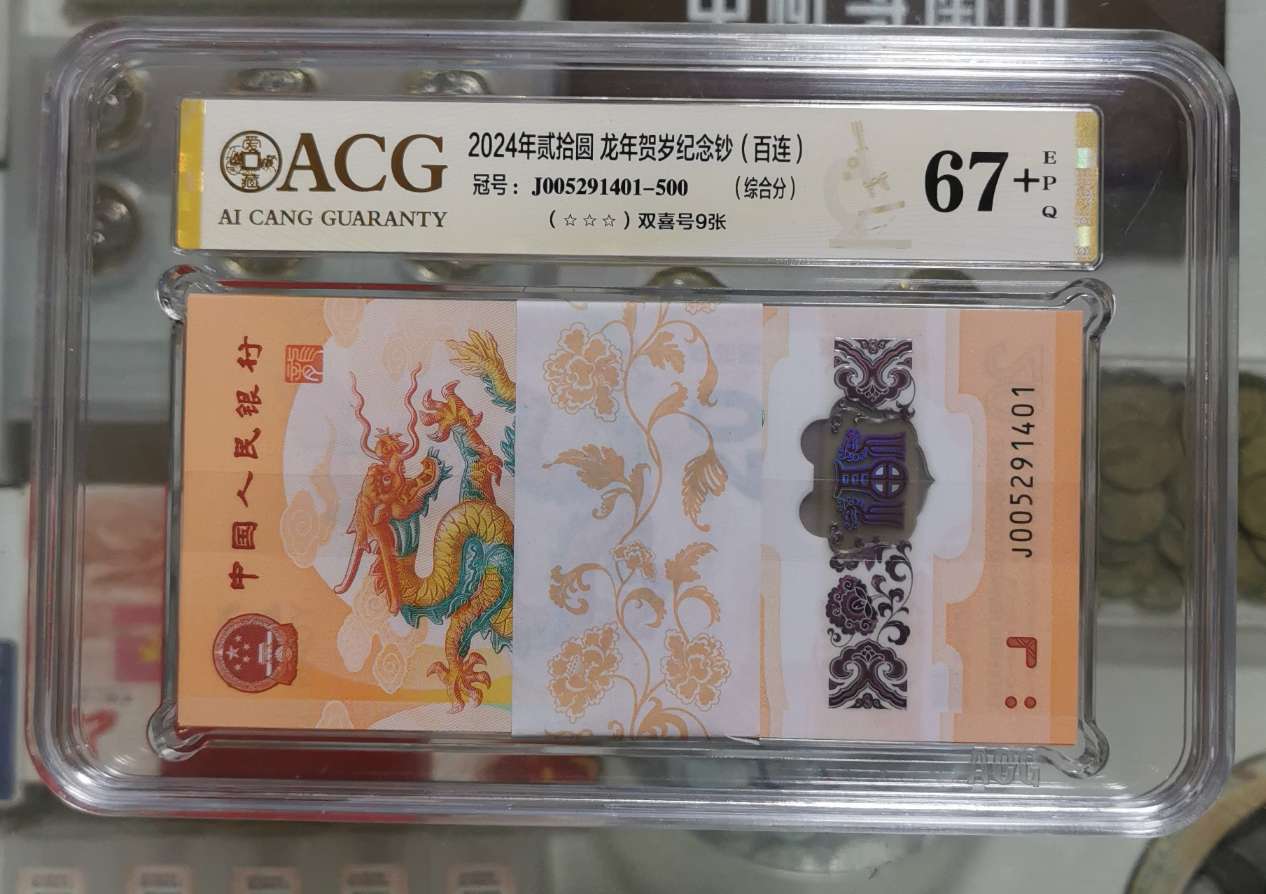 ACG
AI CANG GUARANTY
2024年贰拾圆 龙年贺岁纪念钞(百连)
冠号: J005291401-500 (综合分)
(☆☆☆)双喜号9张
67+
EPQ
中国人民银行
J005291401
ACG